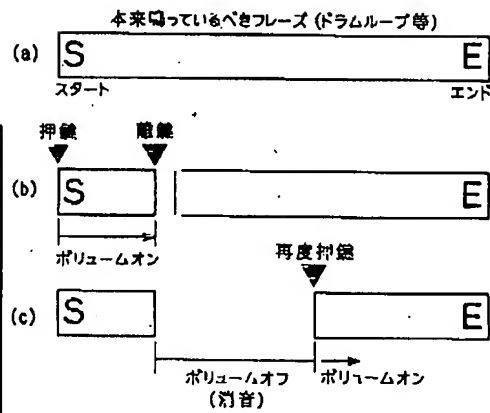 本来鳴っているべきフレーズ (ドラムループ等)
(a) S E
スタート エンド
押鍵 離鍵
(b) S E
ボリュームオン
再度押鍵
(c) S E
ボリュームオフ ボリュームオン
(消音)